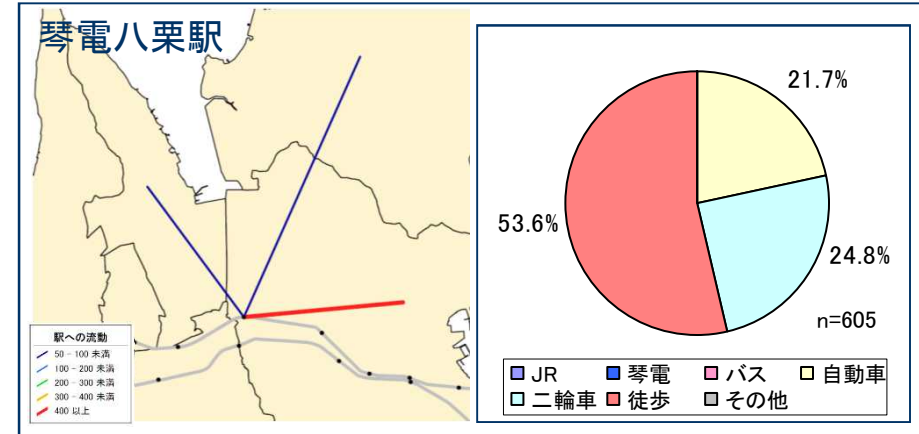 琴電八栗駅
駅への流動
50 - 100 未満
100 - 200 未満
200 - 300 未満
300 - 400 未満
400 以上
21.7%
53.6%
24.8%
n=605
JR 琴電 バス 自動車
二輪車 徒歩 その他